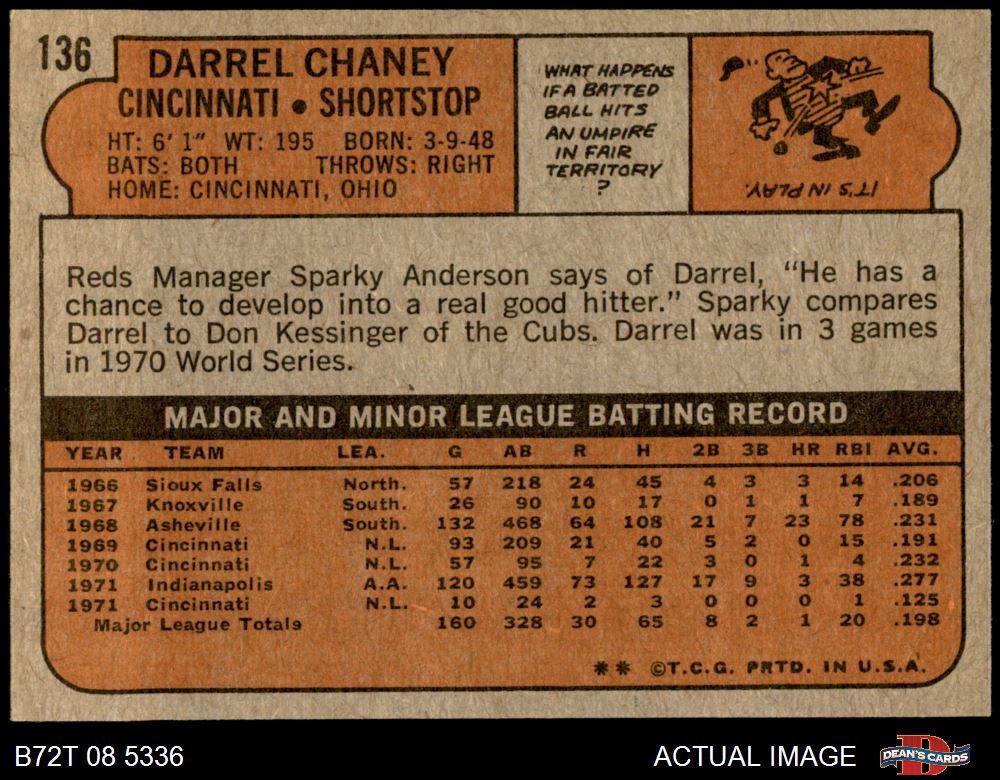 136
DARREL CHANEY
CINCINNATI • SHORTSTOP
HT: 6' 1" WT: 195 BORN: 3-9-48
BATS: BOTH THROWS: RIGHT
HOME: CINCINNATI, OHIO
WHAT HAPPENS
IF A BATTED
BALL HITS
AN UMPIRE
IN FAIR
TERRITORY
?
IT'S IN PLAY.
Reds Manager Sparky Anderson says of Darrel, “He has a
chance to develop into a real good hitter.” Sparky compares
Darrel to Don Kessinger of the Cubs. Darrel was in 3 games
in 1970 World Series.
MAJOR AND MINOR LEAGUE BATTING RECORD
YEAR TEAM LEA. G AB R H 2B 3B HR RBI AVG.
1966 Sioux Falls North. 57 218 24 45 4 3 3 14 .206
1967 Knoxville South. 26 90 10 17 0 1 1 7 .189
1968 Asheville South. 132 468 64 108 21 7 23 78 .231
1969 Cincinnati N.L. 93 209 21 40 5 2 0 15 .191
1970 Cincinnati N.L. 57 95 7 22 3 0 1 4 .232
1971 Indianapolis A.A. 120 459 73 127 17 9 3 38 .277
1971 Cincinnati N.L. 10 24 2 3 0 0 0 1 .125
Major League Totals 160 328 30 65 8 2 1 20 .198
** ©T.C.G. PRTD. IN U.S.A.
B72T 08 5336
ACTUAL IMAGE
DEAN'S CARDS